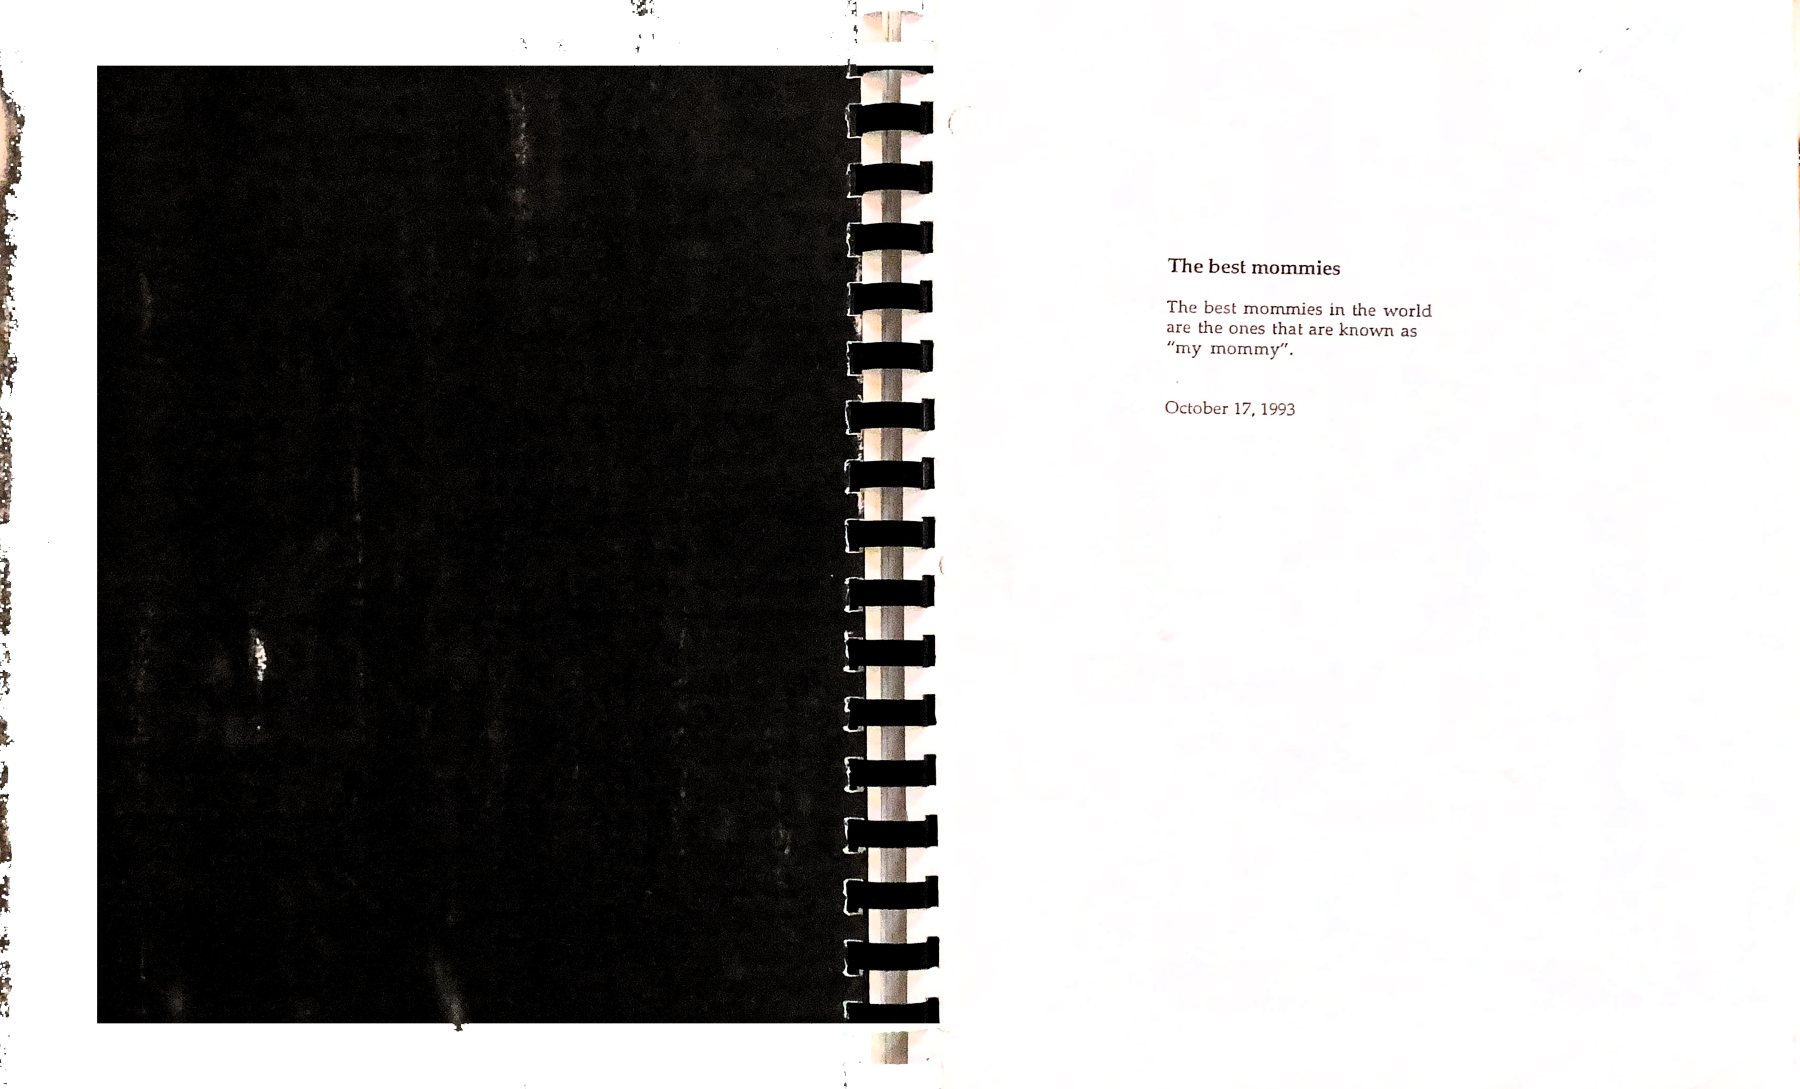 The best mommies
The best mommies in the world
are the ones that are known as
“my mommy”.
October 17, 1993